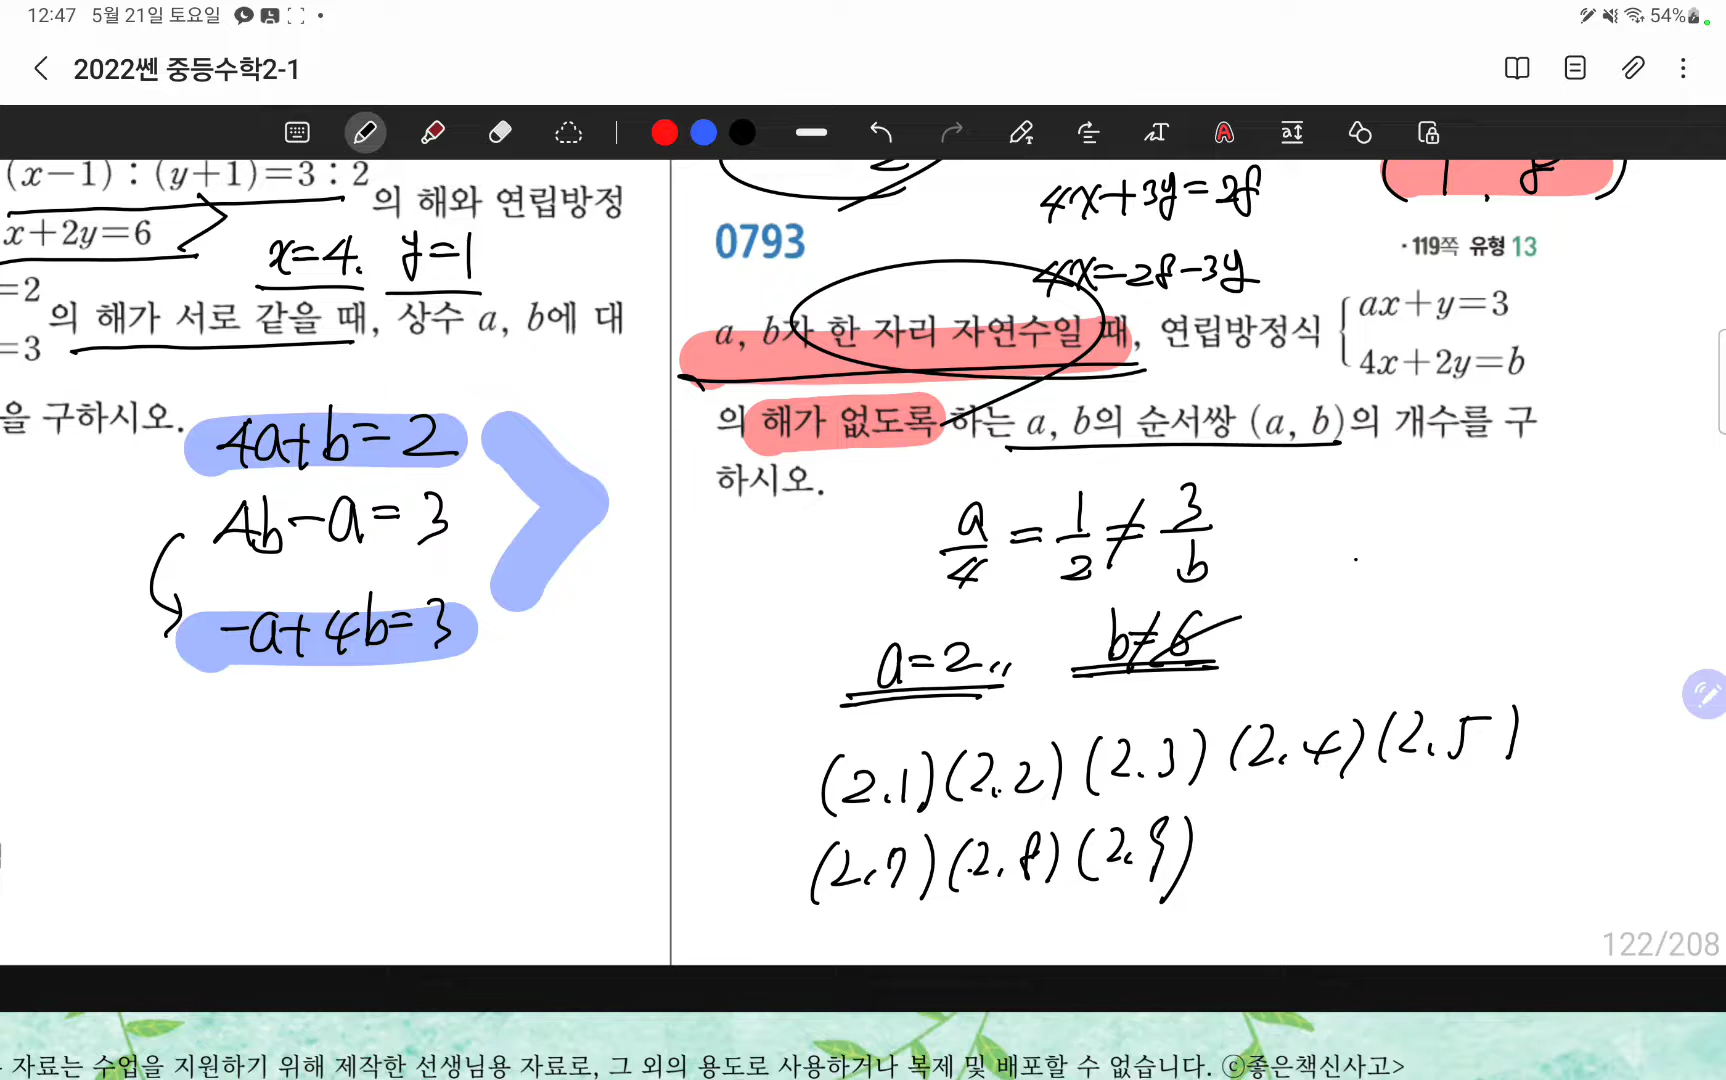 12:47 5월 21일 토요일
54%
2022쎈 중등수학2-1
(x−1) : (y+1)=3 : 2
의 해와 연립방정
x+2y=6
x=4. y=1
=2
의 해가 서로 같을 때, 상수 a, b에 대
=3
을 구하시오.
4a+b=2
4b−a=3
−a+4b=3
4x+3y=28
(1, 8)
0793
·119쪽 유형 13
4x=28−3y
a, b가 한 자리 자연수일 때, 연립방정식 { ax+y=3
4x+2y=b
의 해가 없도록 하는 a, b의 순서쌍 (a, b)의 개수를 구
하시오.
a/4 = 1/2 ≠ 3/b
a=2,, b≠6
(2.1) (2.2) (2.3) (2.4) (2.5)
(2.7) (2.8) (2.9)
122/208
자료는 수업을 지원하기 위해 제작한 선생님용 자료로, 그 외의 용도로 사용하거나 복제 및 배포할 수 없습니다. ⓒ좋은책신사고>